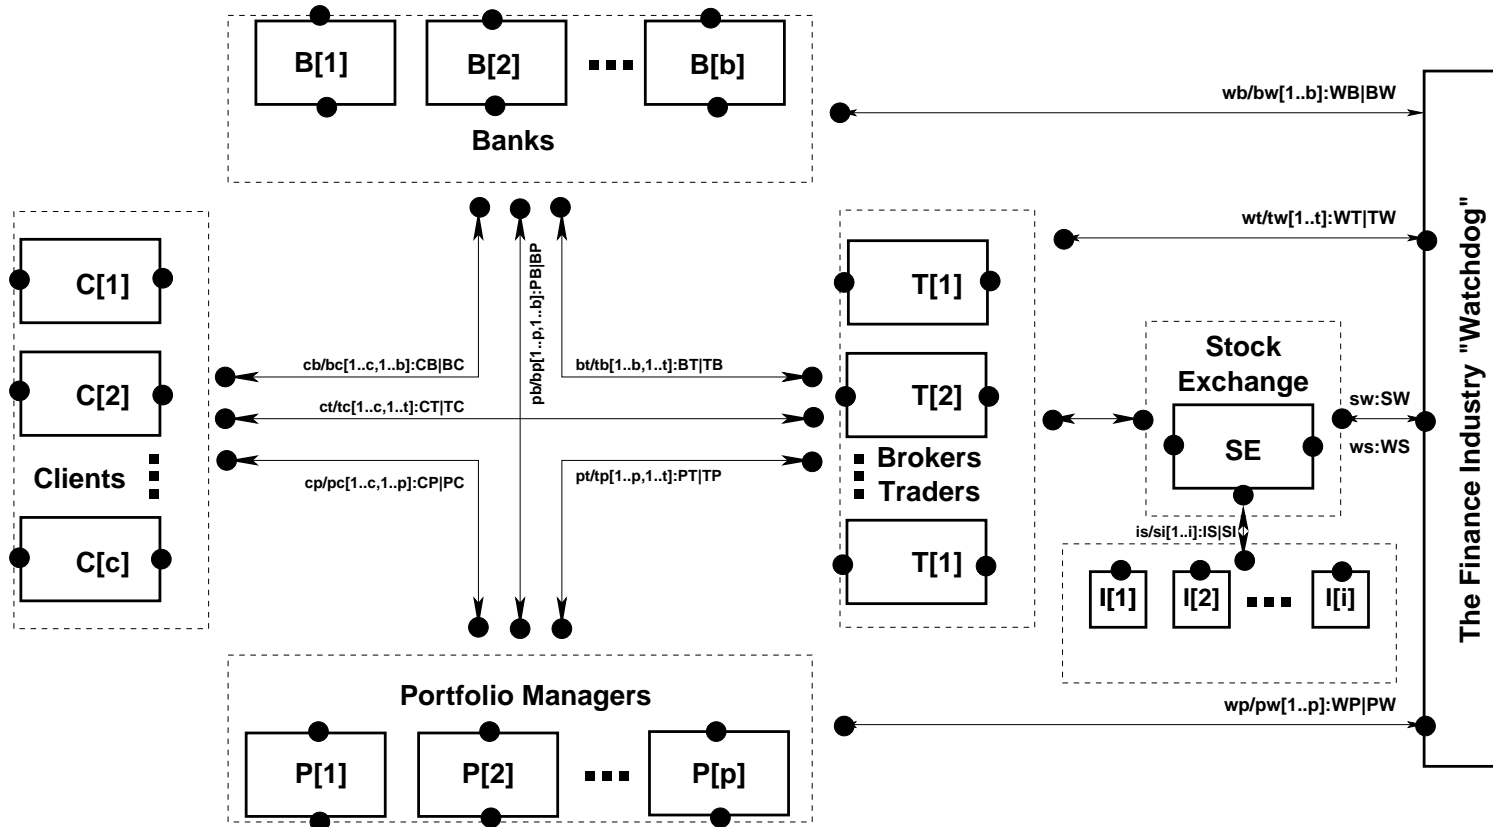 B[1]
B[2]
B[b]
Banks
wb/bw[1..b]:WB|BW
C[1]
C[2]
Clients
C[c]
cb/bc[1..c,1..b]:CB|BC
pb/bp[1..p,1..b]:PB|BP
bt/tb[1..b,1..t]:BT|TB
ct/tc[1..c,1..t]:CT|TC
cp/pc[1..c,1..p]:CP|PC
pt/tp[1..p,1..t]:PT|TP
T[1]
T[2]
Brokers
Traders
T[1]
wt/tw[1..t]:WT|TW
Stock
Exchange
SE
sw:SW
ws:WS
is/si[1..i]:IS|SI
I[1]
I[2]
I[i]
The Finance Industry "Watchdog"
Portfolio Managers
P[1]
P[2]
P[p]
wp/pw[1..p]:WP|PW